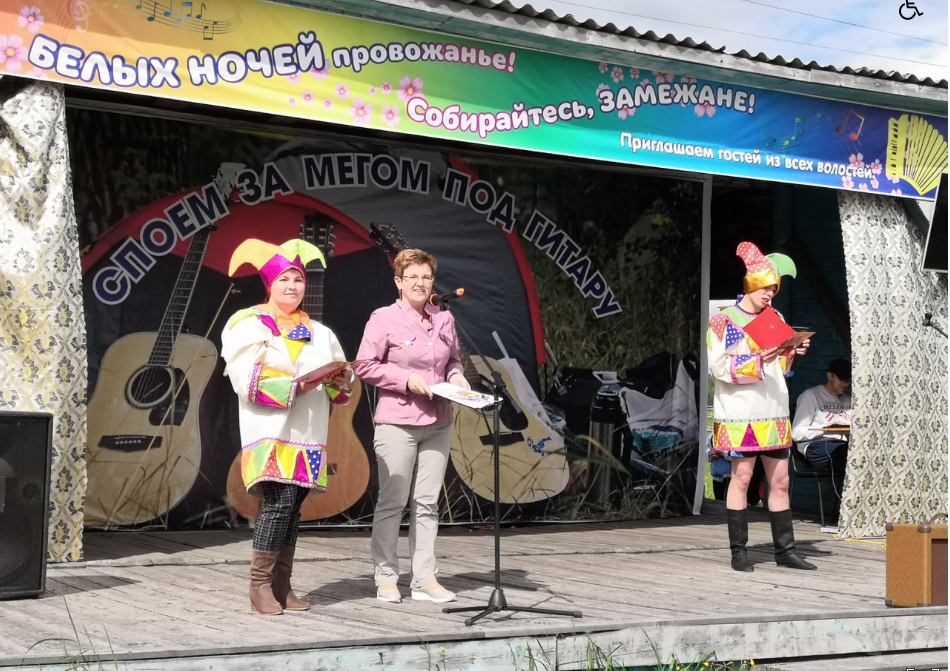 БЕЛЫХ НОЧЕЙ провожанье!
Собирайтесь, ЗАМЕЖАНЕ!
Приглашаем гостей из всех волостей.
СПОЕМ ЗА МЕГОМ ПОД ГИТАРУ